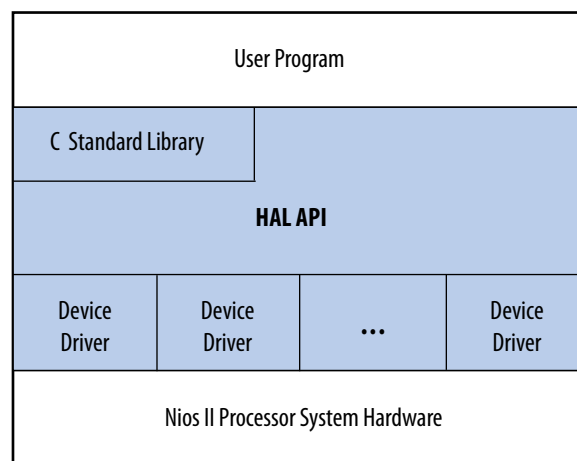 User Program
C Standard Library
HAL API
Device
Driver
Device
Driver
...
Device
Driver
Nios II Processor System Hardware